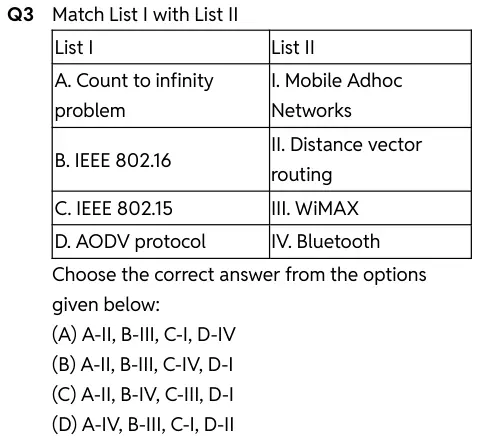 Q3 Match List I with List II
List I List II
A. Count to infinity problem I. Mobile Adhoc Networks
B. IEEE 802.16 II. Distance vector routing
C. IEEE 802.15 III. WiMAX
D. AODV protocol IV. Bluetooth
Choose the correct answer from the options
given below:
(A) A-II, B-III, C-I, D-IV
(B) A-II, B-III, C-IV, D-I
(C) A-II, B-IV, C-III, D-I
(D) A-IV, B-III, C-I, D-II